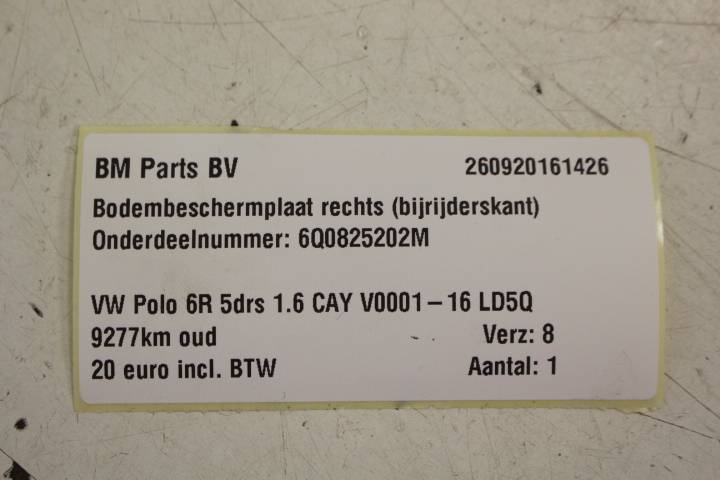 BM Parts BV 260920161426
Bodembeschermplaat rechts (bijrijderskant)
Onderdeelnummer: 6Q0825202M
VW Polo 6R 5drs 1.6 CAY V0001–16 LD5Q
9277km oud Verz: 8
20 euro incl. BTW Aantal: 1